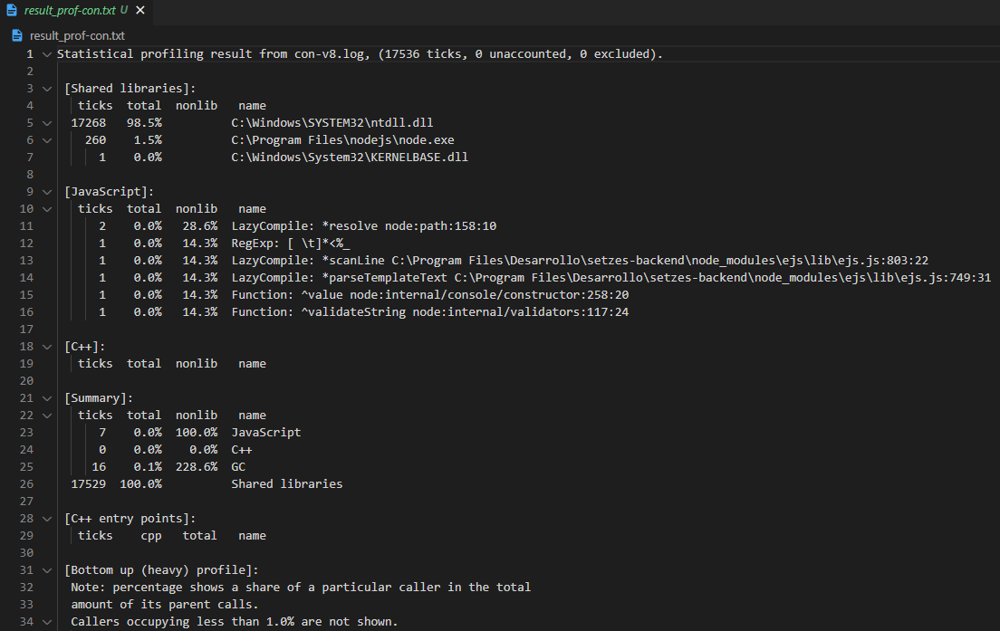 result_prof-con.txt U ×
result_prof-con.txt
1 Statistical profiling result from con-v8.log, (17536 ticks, 0 unaccounted, 0 excluded).
2
3 [Shared libraries]:
4 ticks total nonlib name
5 17268 98.5% C:\Windows\SYSTEM32\ntdll.dll
6 260 1.5% C:\Program Files\nodejs\node.exe
7 1 0.0% C:\Windows\System32\KERNELBASE.dll
8
9 [JavaScript]:
10 ticks total nonlib name
11 2 0.0% 28.6% LazyCompile: *resolve node:path:158:10
12 1 0.0% 14.3% RegExp: [ \t]*<%_
13 1 0.0% 14.3% LazyCompile: *scanLine C:\Program Files\Desarrollo\setzes-backend\node_modules\ejs\lib\ejs.js:803:22
14 1 0.0% 14.3% LazyCompile: *parseTemplateText C:\Program Files\Desarrollo\setzes-backend\node_modules\ejs\lib\ejs.js:749:31
15 1 0.0% 14.3% Function: ^value node:internal/console/constructor:258:20
16 1 0.0% 14.3% Function: ^validateString node:internal/validators:117:24
17
18 [C++]:
19 ticks total nonlib name
20
21 [Summary]:
22 ticks total nonlib name
23 7 0.0% 100.0% JavaScript
24 0 0.0% 0.0% C++
25 16 0.1% 228.6% GC
26 17529 100.0% Shared libraries
27
28 [C++ entry points]:
29 ticks cpp total name
30
31 [Bottom up (heavy) profile]:
32 Note: percentage shows a share of a particular caller in the total
33 amount of its parent calls.
34 Callers occupying less than 1.0% are not shown.